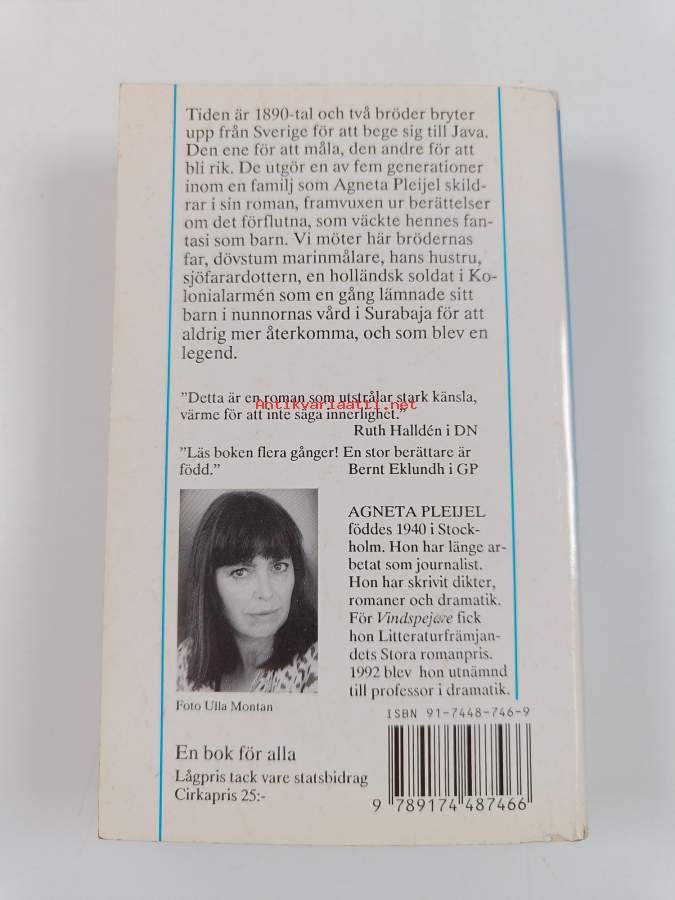 Tiden är 1890-tal och två bröder bryter
upp från Sverige för att bege sig till Java.
Den ene för att måla, den andre för att
bli rik. De utgör en av fem generationer
inom en familj som Agneta Pleijel skild-
rar i sin roman, framvuxen ur berättelser
om det förflutna, som väckte hennes fan-
tasi som barn. Vi möter här brödernas
far, dövstum marinmålare, hans hustru,
sjöfarardottern, en holländsk soldat i Ko-
lonialarmén som en gång lämnade sitt
barn i nunnornas vård i Surabaja för att
aldrig mer återkomma, och som blev en
legend.
”Detta är en roman som utstrålar stark känsla,
Antikvariaatti.net
värme för att inte säga innerlighet.”
Ruth Halldén i DN
”Läs boken flera gånger! En stor berättare är
född.” Bernt Eklundh i GP
AGNETA PLEIJEL
föddes 1940 i Stock-
holm. Hon har länge ar-
betat som journalist.
Hon har skrivit dikter,
romaner och dramatik.
För Vindspejare fick
hon Litteraturfrämjan-
dets Stora romanpris.
1992 blev hon utnämnd
till professor i dramatik.
Foto Ulla Montan
ISBN 91-7448-746-9
En bok för alla
Lågpris tack vare statsbidrag
Cirkapris 25:-
9 789174 487466